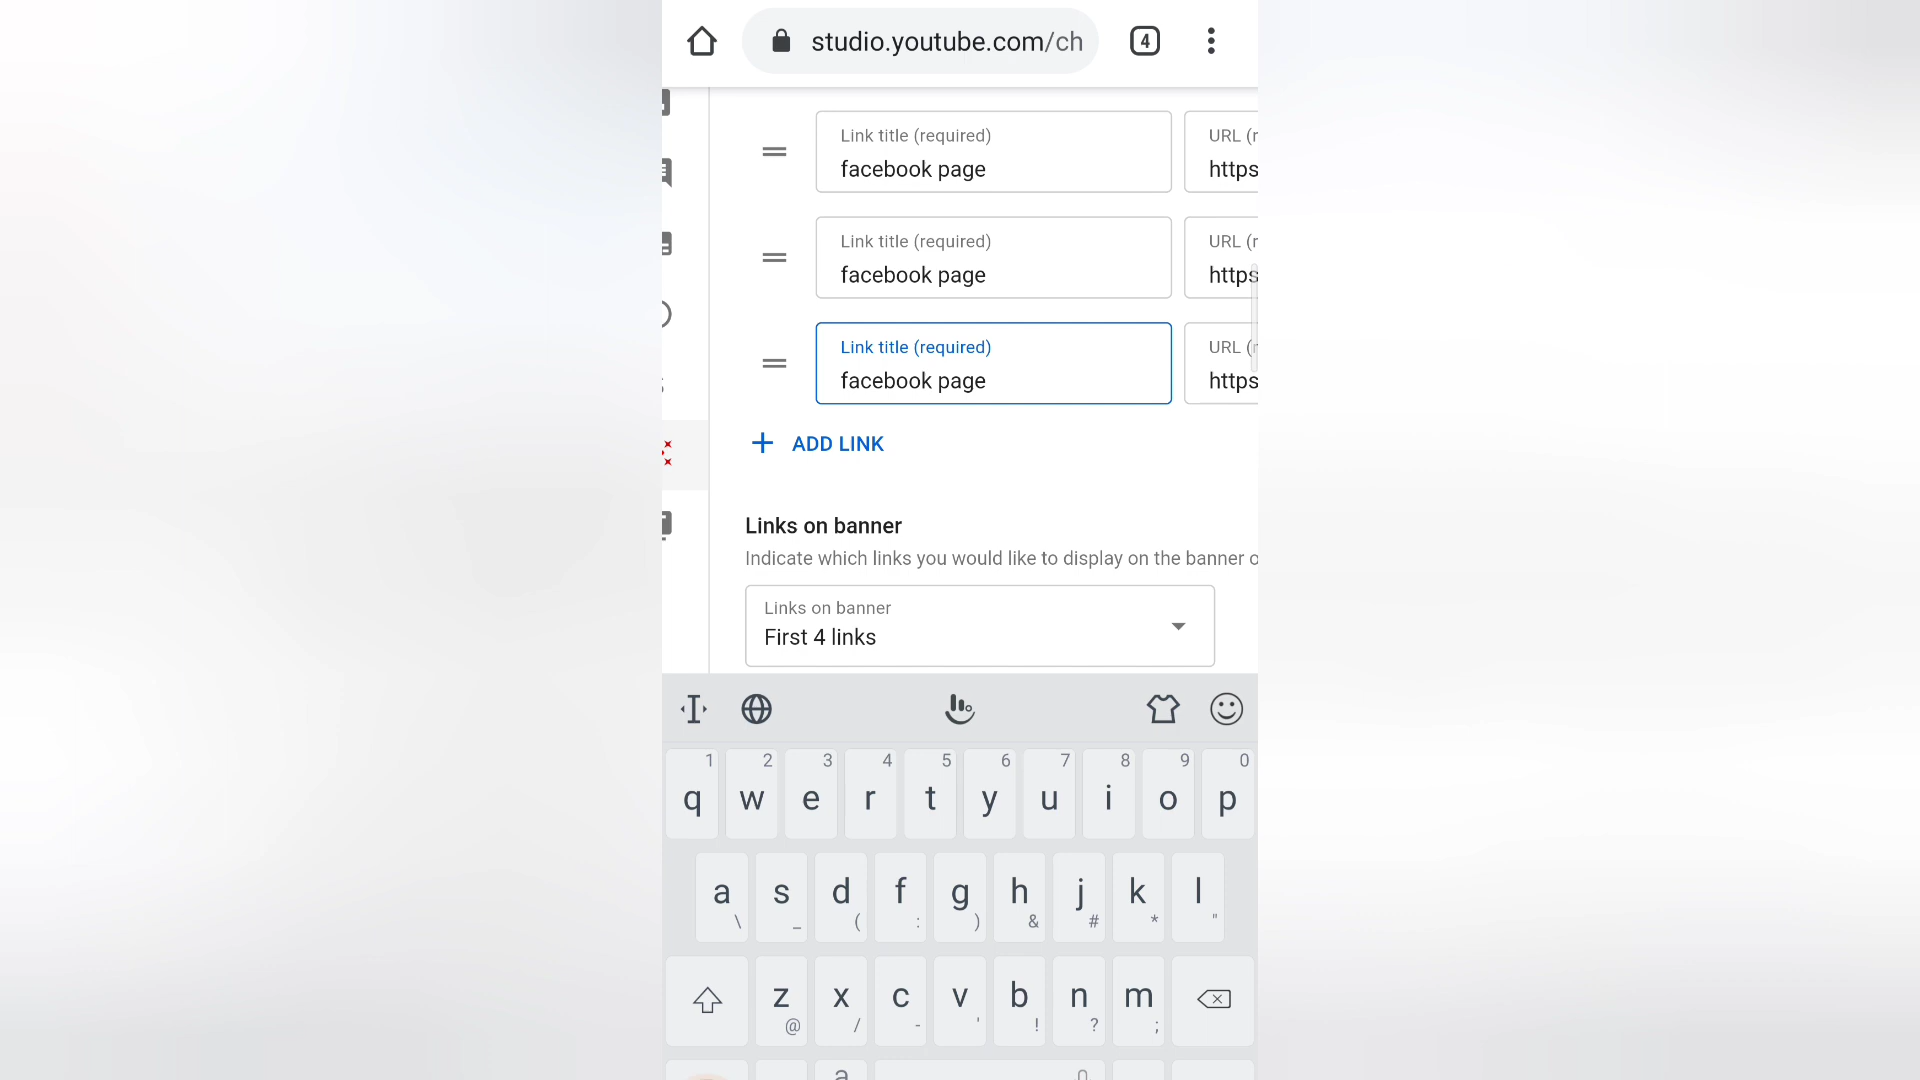 studio.youtube.com/ch
4
Link title (required)
facebook page
URL (r
https
Link title (required)
facebook page
URL (r
https
Link title (required)
facebook page
URL (r
https
+ ADD LINK
Links on banner
Indicate which links you would like to display on the banner o
Links on banner
First 4 links
1 2 3 4 5 6 7 8 9 0
q w e r t y u i o p
a s d f g h j k l
\ _ ( : ) & # * "
z x c v b n m
@ / - ' ! ? ;